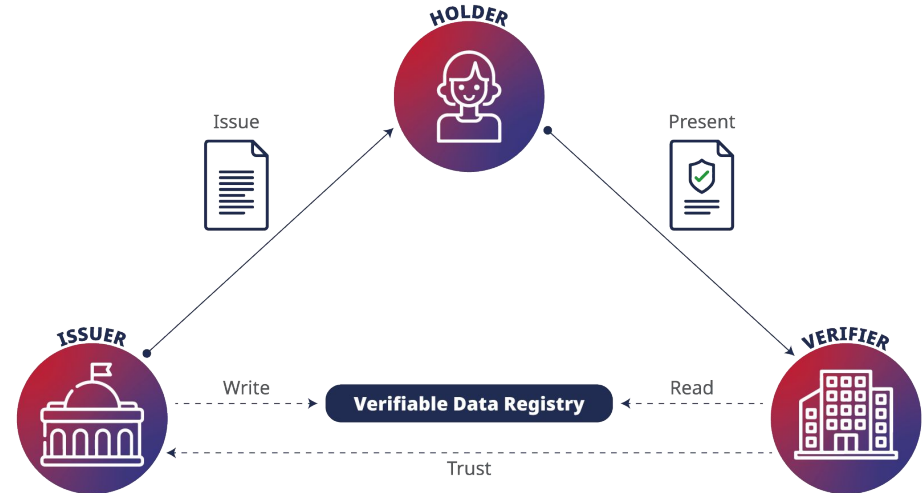 HOLDER
Issue
Present
ISSUER
VERIFIER
Write
Verifiable Data Registry
Read
Trust